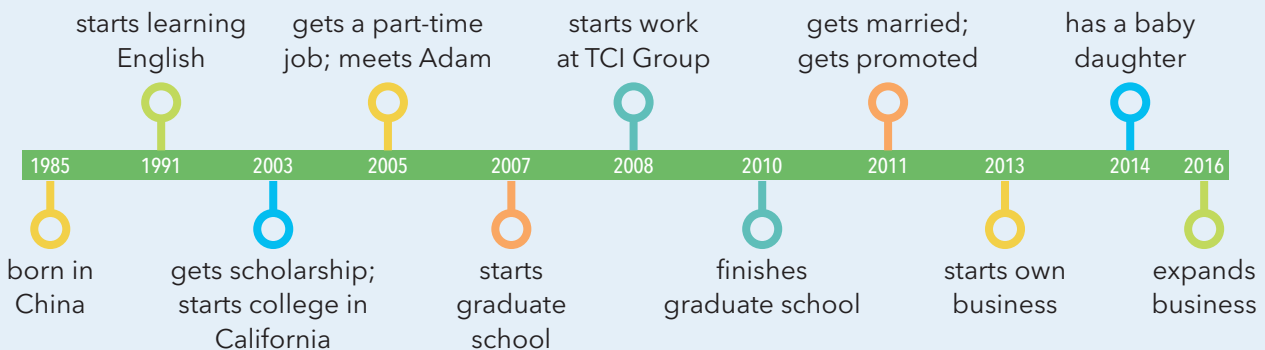 starts learning
English
gets a part-time
job; meets Adam
starts work
at TCI Group
gets married;
gets promoted
has a baby
daughter
1985 1991 2003 2005 2007 2008 2010 2011 2013 2014 2016
born in
China
gets scholarship;
starts college in
California
starts
graduate
school
finishes
graduate school
starts own
business
expands
business